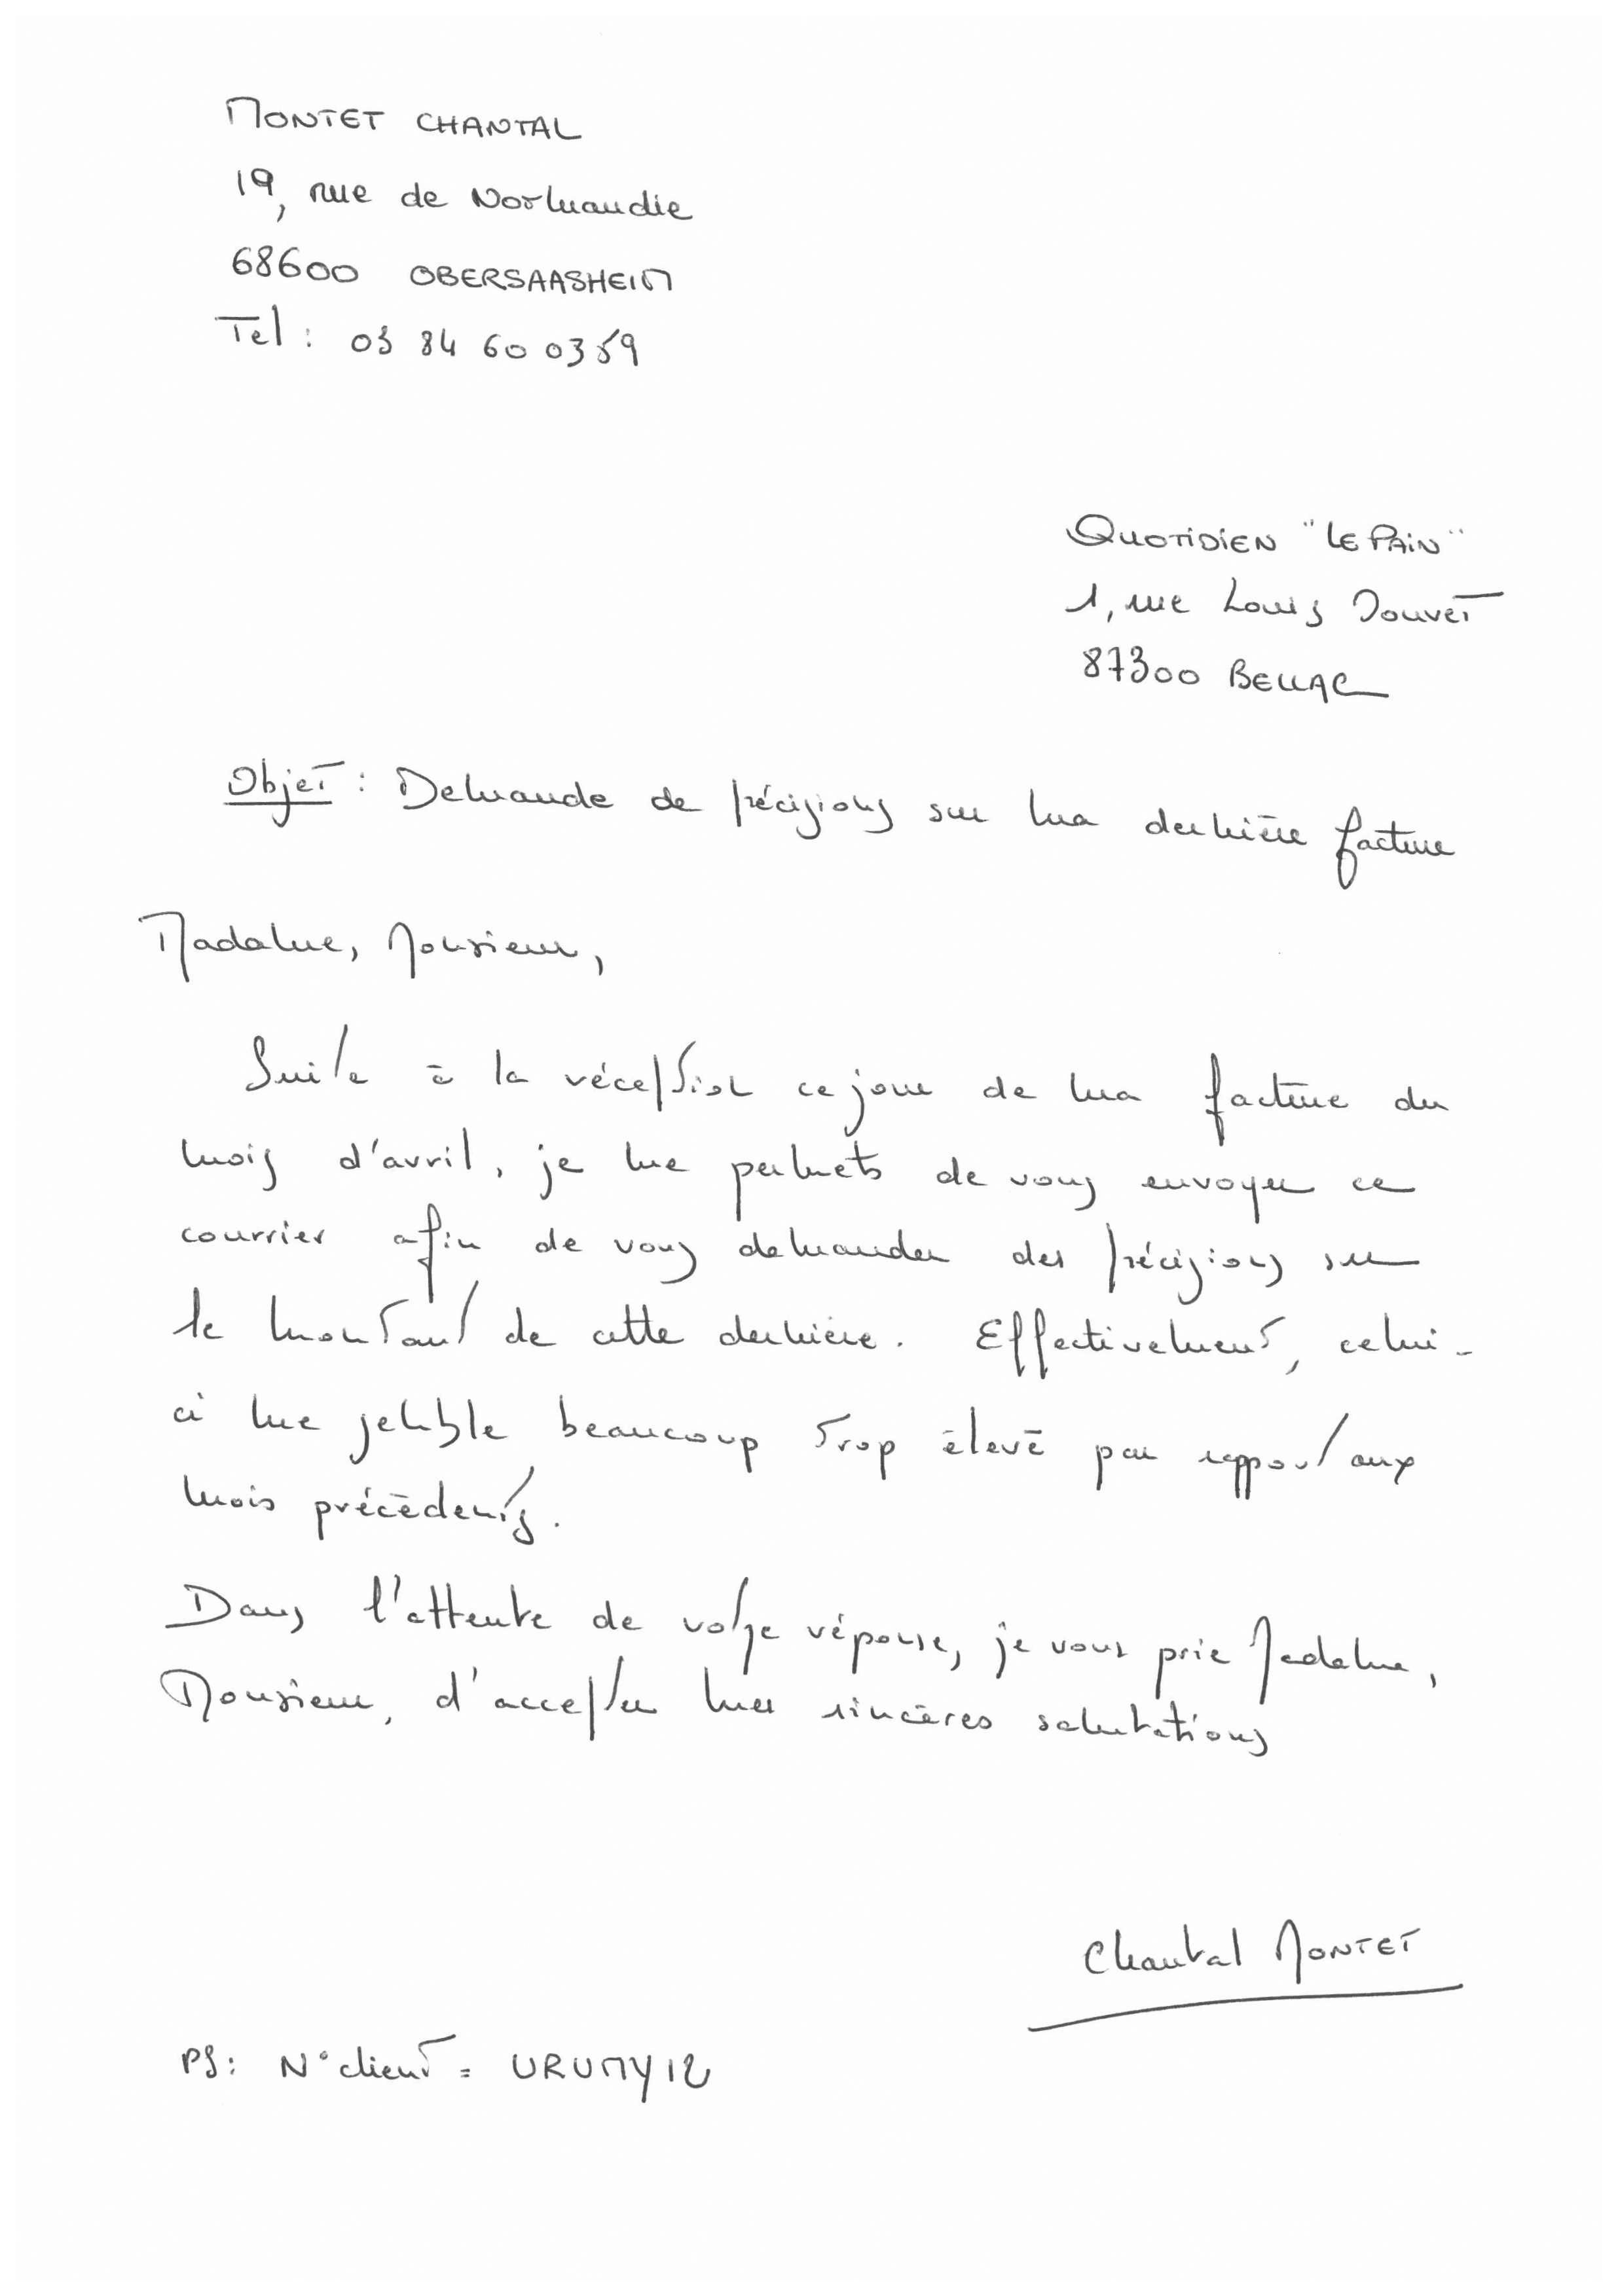 MONTET CHANTAL
19, rue de Normandie
68600 OBERSAASHEIM
Tel : 03 84 60 03 59
QUOTIDIEN "LE PAIN"
1, rue Louis Jouvet
87300 BELLAC
Objet : Demande de précisions sur ma dernière facture
Madame, Monsieur,
Suite à la réception ce jour de ma facture du
mois d'avril, je me permets de vous envoyer ce
courrier afin de vous demander des précisions sur
le montant de cette dernière. Effectivement, celui-
ci me semble beaucoup trop élevé par rapport aux
mois précédents.
Dans l'attente de votre réponse, je vous prie Madame,
Monsieur, d'accepter mes sincères salutations
Chantal MONTET
PS : N° client = URUMY12